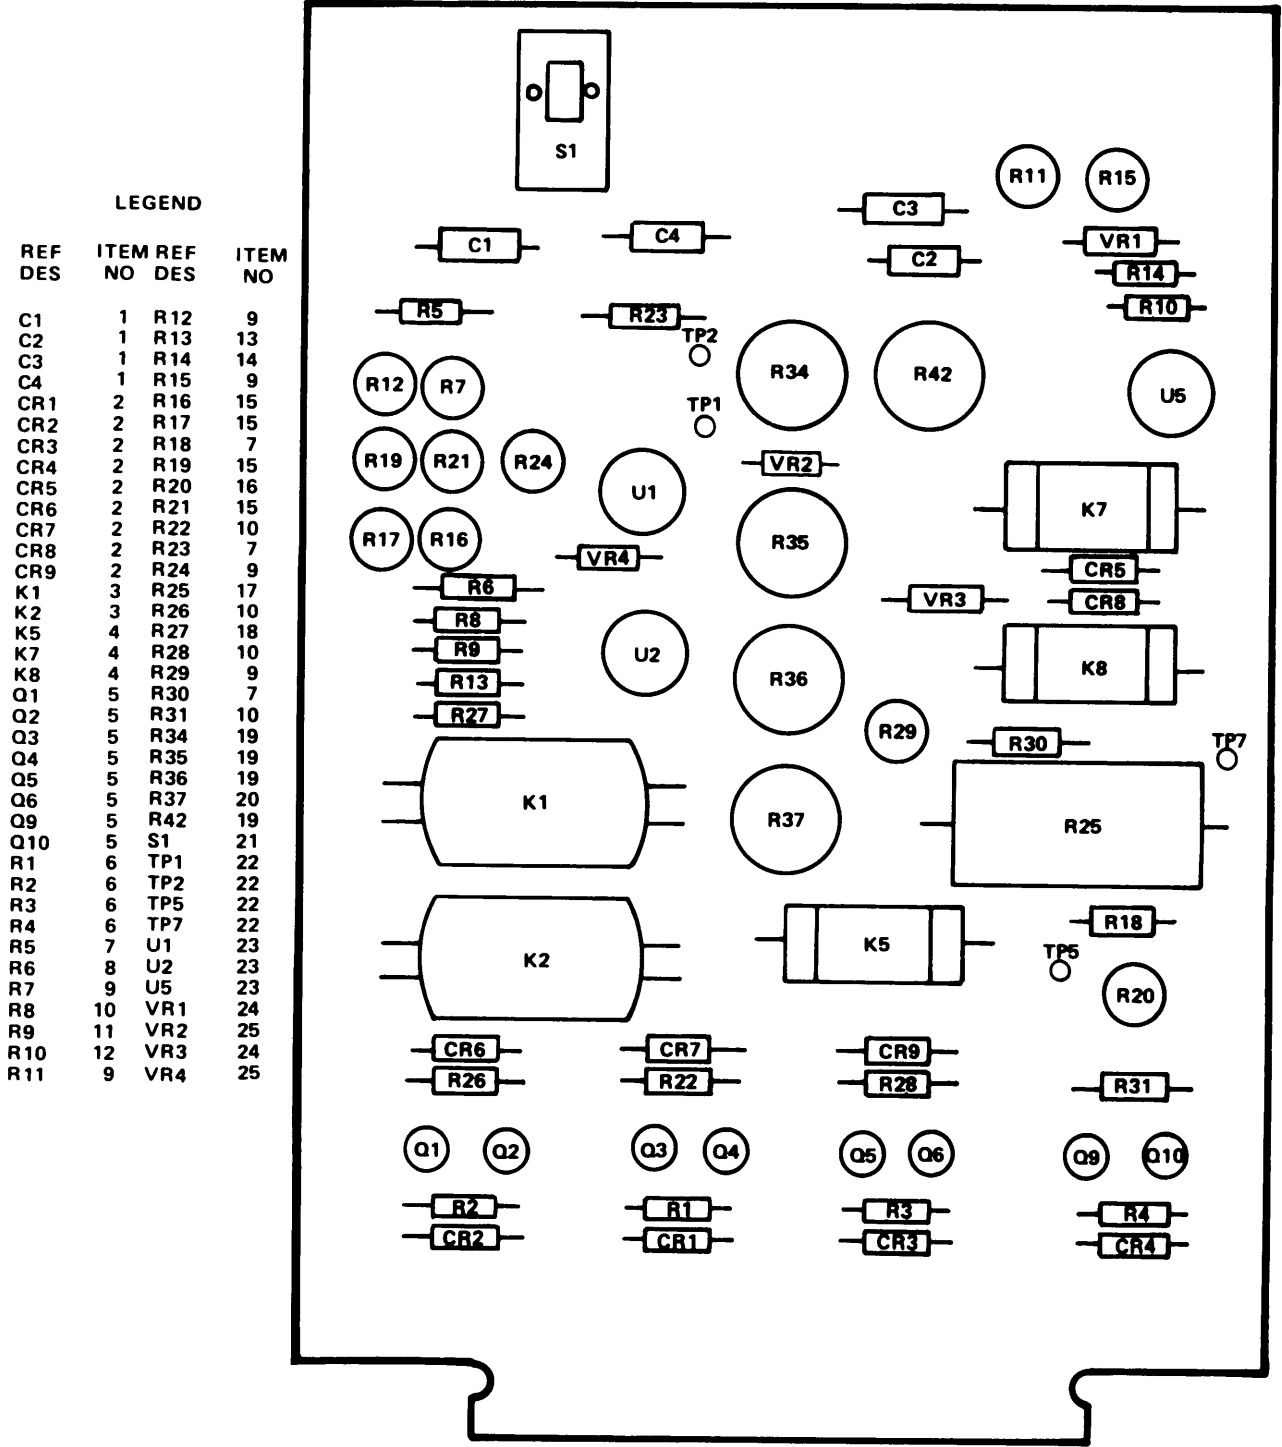 LEGEND
REF ITEM REF ITEM
DES NO DES NO
C1 1 R12 9
C2 1 R13 13
C3 1 R14 14
C4 1 R15 9
CR1 2 R16 15
CR2 2 R17 15
CR3 2 R18 7
CR4 2 R19 15
CR5 2 R20 16
CR6 2 R21 15
CR7 2 R22 10
CR8 2 R23 7
CR9 2 R24 9
K1 3 R25 17
K2 3 R26 10
K5 4 R27 18
K7 4 R28 10
K8 4 R29 9
Q1 5 R30 7
Q2 5 R31 10
Q3 5 R34 19
Q4 5 R35 19
Q5 5 R36 19
Q6 5 R37 20
Q9 5 R42 19
Q10 5 S1 21
R1 6 TP1 22
R2 6 TP2 22
R3 6 TP5 22
R4 6 TP7 22
R5 7 U1 23
R6 8 U2 23
R7 9 U5 23
R8 10 VR1 24
R9 11 VR2 25
R10 12 VR3 24
R11 9 VR4 25
S1
R11 R15
C3
C1 C4 VR1
C2
R14
R5 R23 R10
TP2
R34 R42
R12 R7 U5
TP1
R19 R21 R24 VR2
U1
K7
R17 R16 R35
VR4 CR5
R6 VR3 CR8
R8
R9 U2
K8
R13 R36
R27 R29
R30 TP7
K1
R37 R25
R18
K2 K5
TP5
R20
CR6 CR7 CR9
R26 R22 R28 R31
Q1 Q2 Q3 Q4 Q5 Q6 Q9 Q10
R2 R1 R3 R4
CR2 CR1 CR3 CR4